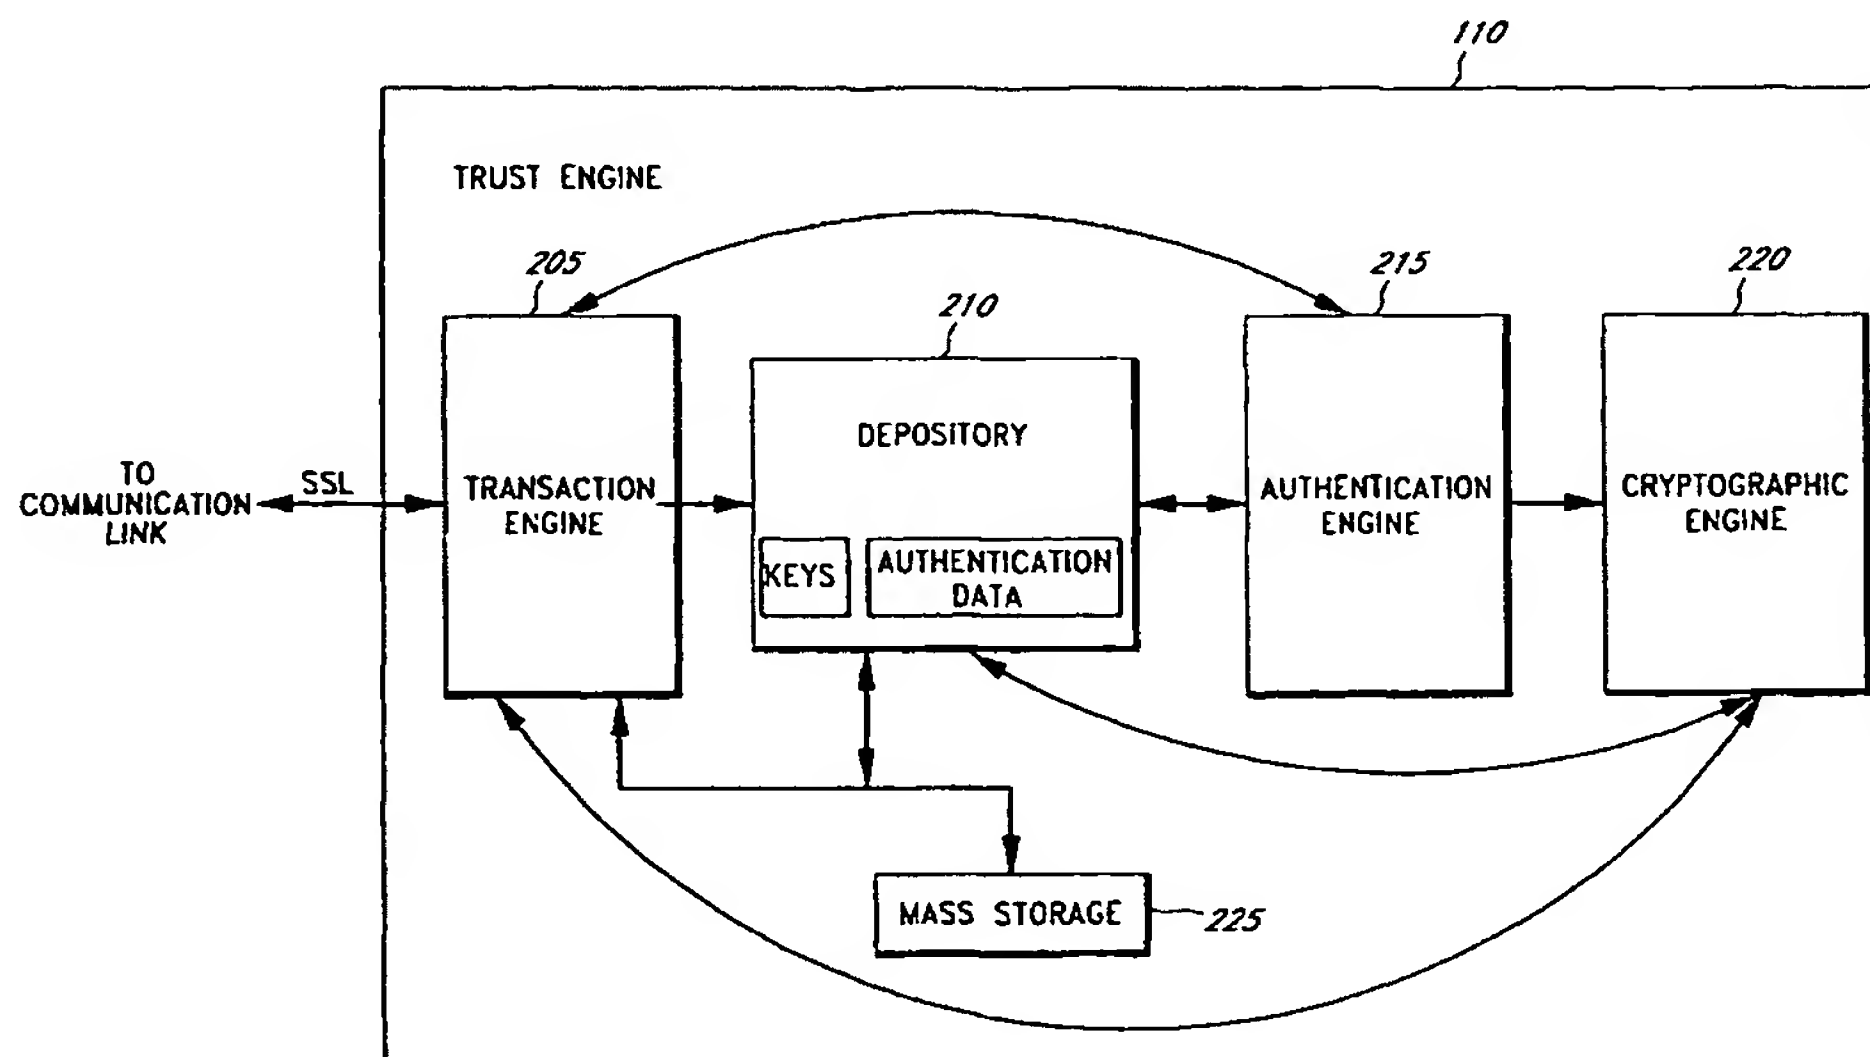 110
TRUST ENGINE
205
210
215
220
DEPOSITORY
TO
COMMUNICATION
LINK
SSL
TRANSACTION
ENGINE
AUTHENTICATION
ENGINE
CRYPTOGRAPHIC
ENGINE
KEYS
AUTHENTICATION
DATA
MASS STORAGE
225